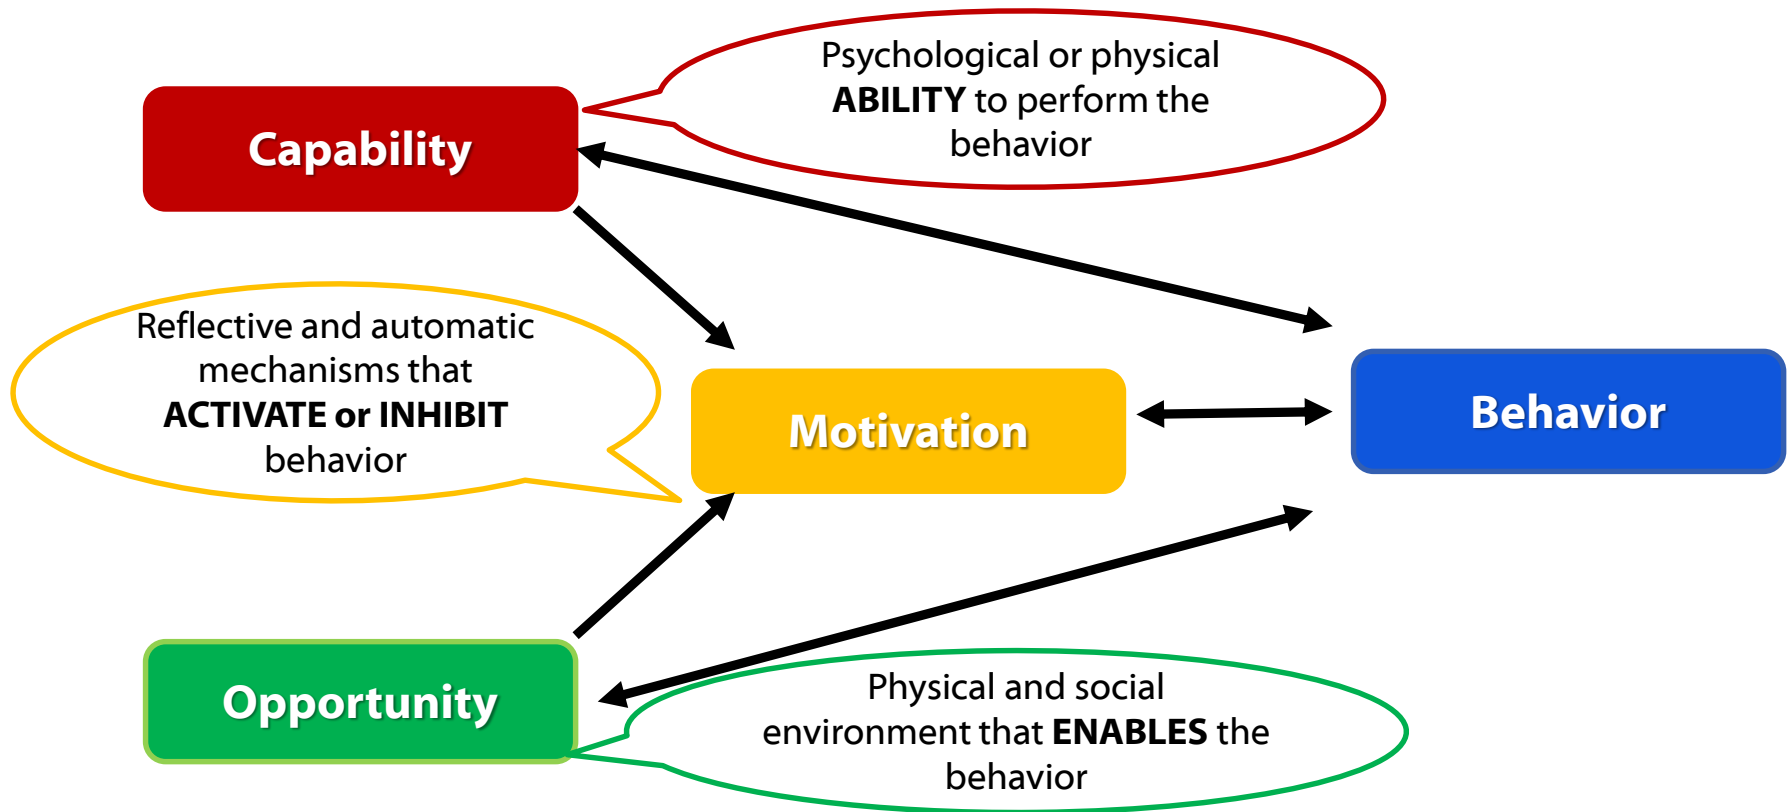 Psychological or physical
ABILITY to perform the
behavior
Capability
Reflective and automatic
mechanisms that
ACTIVATE or INHIBIT
behavior
Motivation
Behavior
Opportunity
Physical and social
environment that ENABLES the
behavior